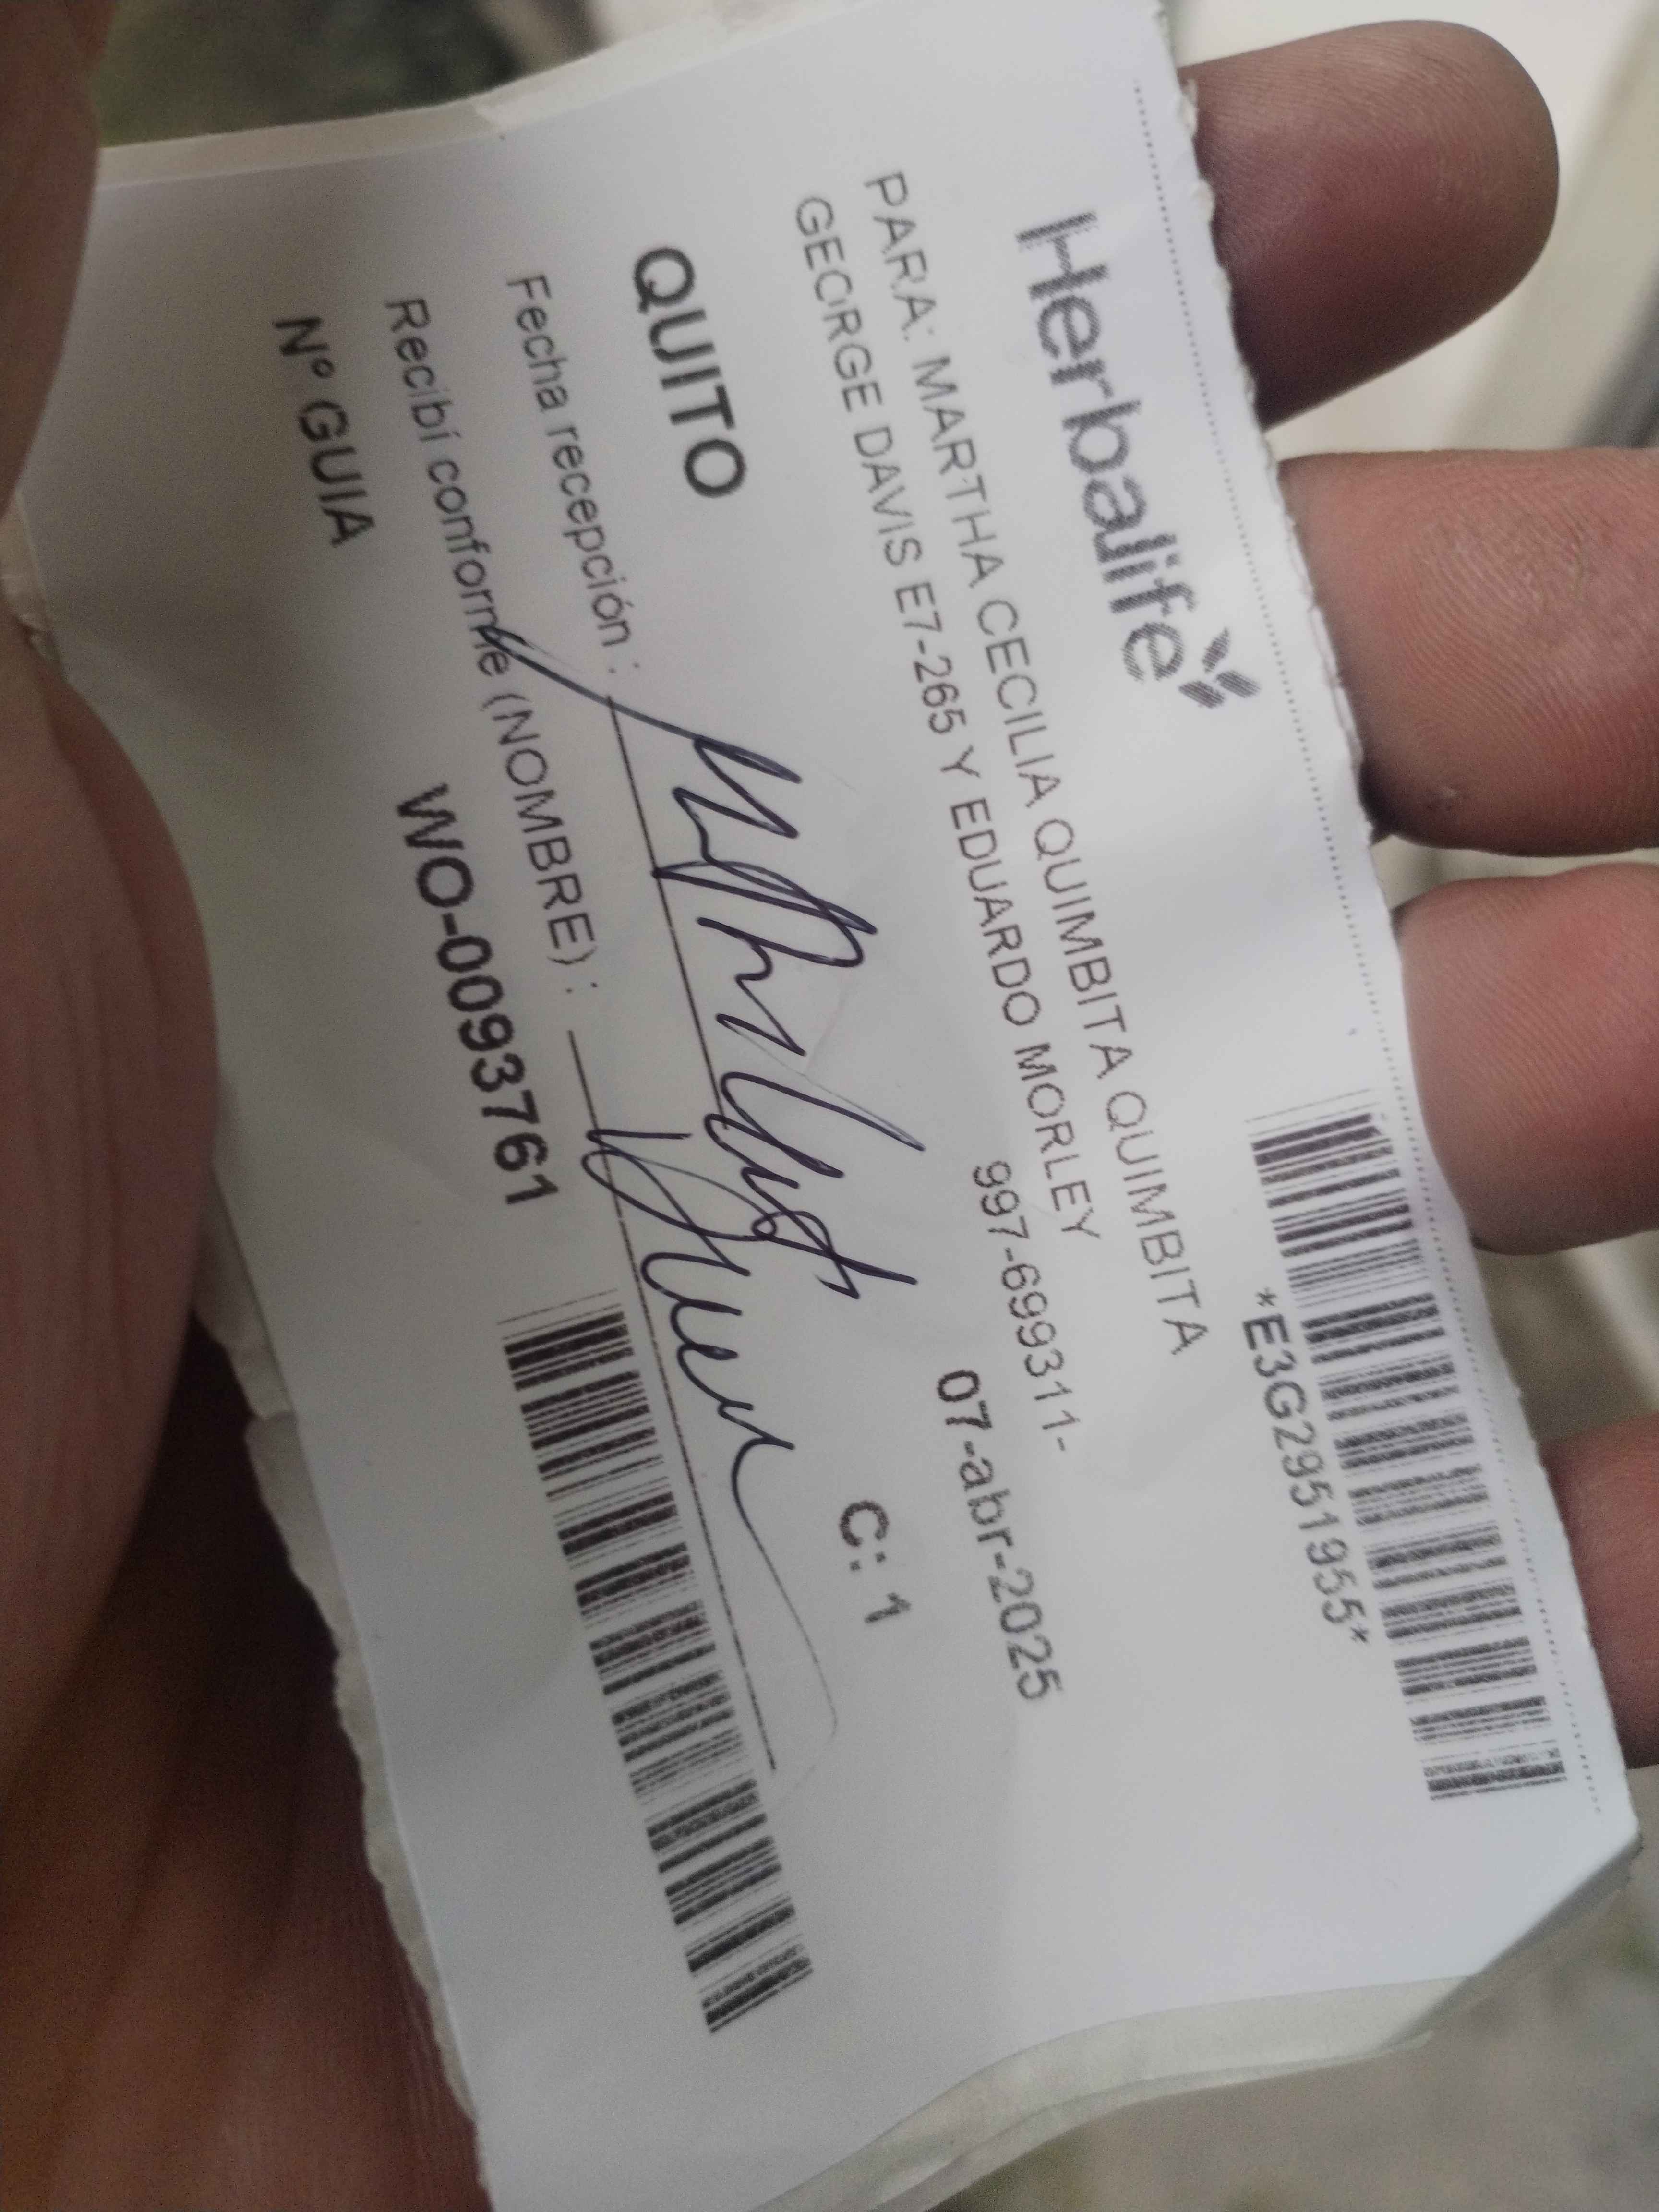 Herbalife
*E3G2951955*
PARA: MARTHA CECILIA QUIMBITA QUIMBITA
GEORGE DAVIS E7-265 Y EDUARDO MORLEY
997-699311-
QUITO
07-abr-2025
Fecha recepción :
C: 1
Recibí conforme (NOMBRE) :
Nº GUIA
WO-0093761